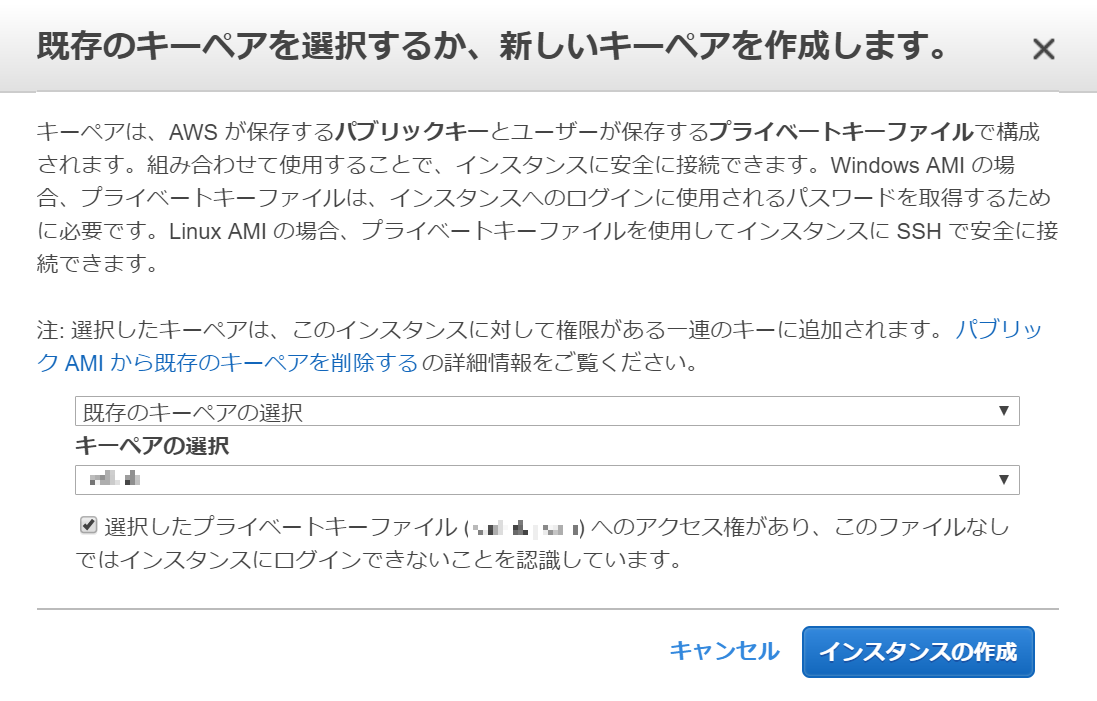 既存のキーペアを選択するか、新しいキーペアを作成します。
キーペアは、AWS が保存するパブリックキーとユーザーが保存するプライベートキーファイルで構成
されます。組み合わせて使用することで、インスタンスに安全に接続できます。Windows AMI の場
合、プライベートキーファイルは、インスタンスへのログインに使用されるパスワードを取得するため
に必要です。Linux AMI の場合、プライベートキーファイルを使用してインスタンスに SSH で安全に接
続できます。
注: 選択したキーペアは、このインスタンスに対して権限がある一連のキーに追加されます。 パブリッ
ク AMI から既存のキーペアを削除する の詳細情報をご覧ください。
既存のキーペアの選択
キーペアの選択
選択したプライベートキーファイル () へのアクセス権があり、このファイルなし
ではインスタンスにログインできないことを認識しています。
キャンセル インスタンスの作成